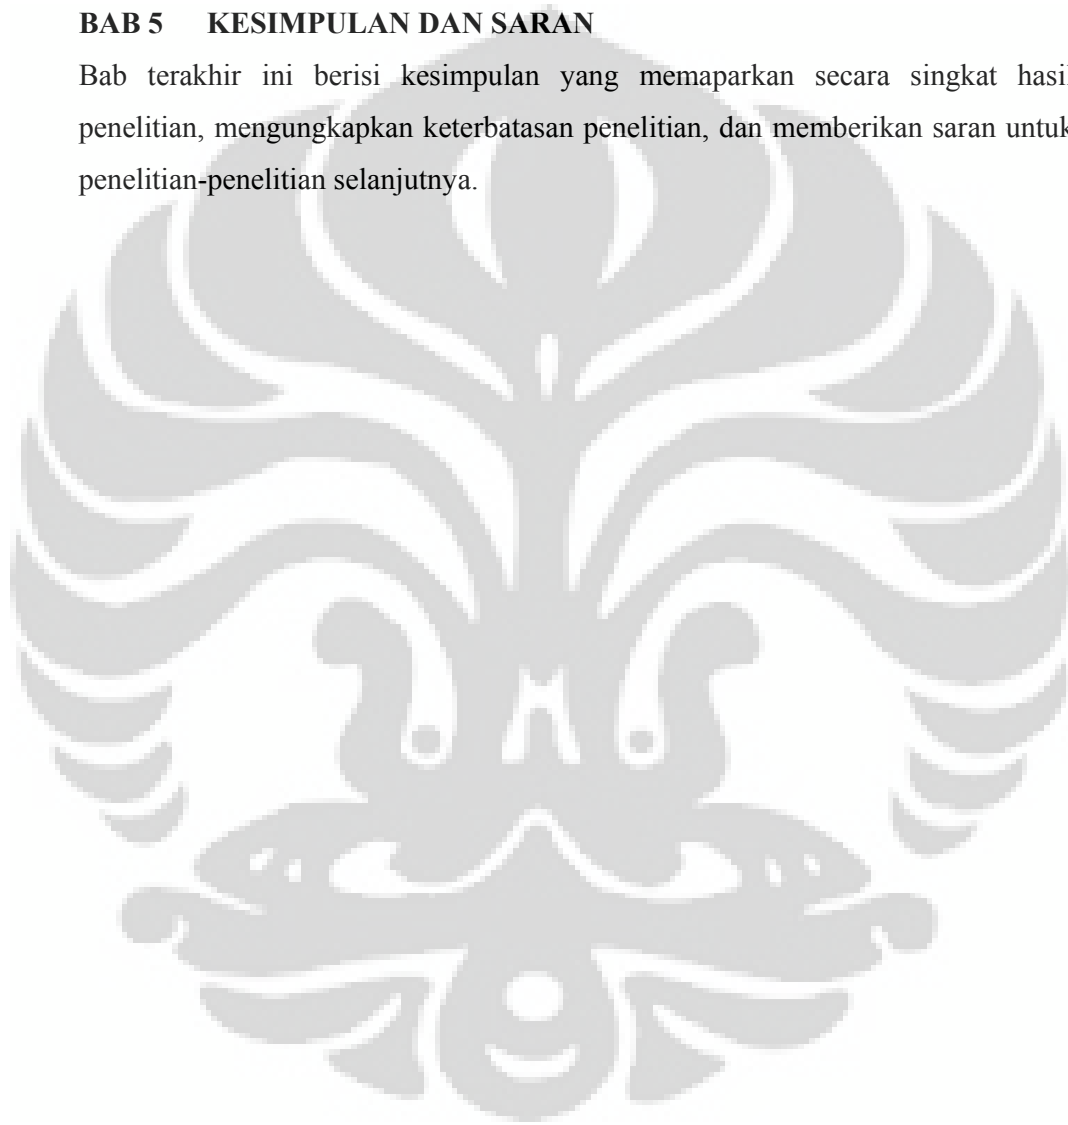 BAB 5 KESIMPULAN DAN SARAN
Bab terakhir ini berisi kesimpulan yang memaparkan secara singkat hasil
penelitian, mengungkapkan keterbatasan penelitian, dan memberikan saran untuk
penelitian-penelitian selanjutnya.